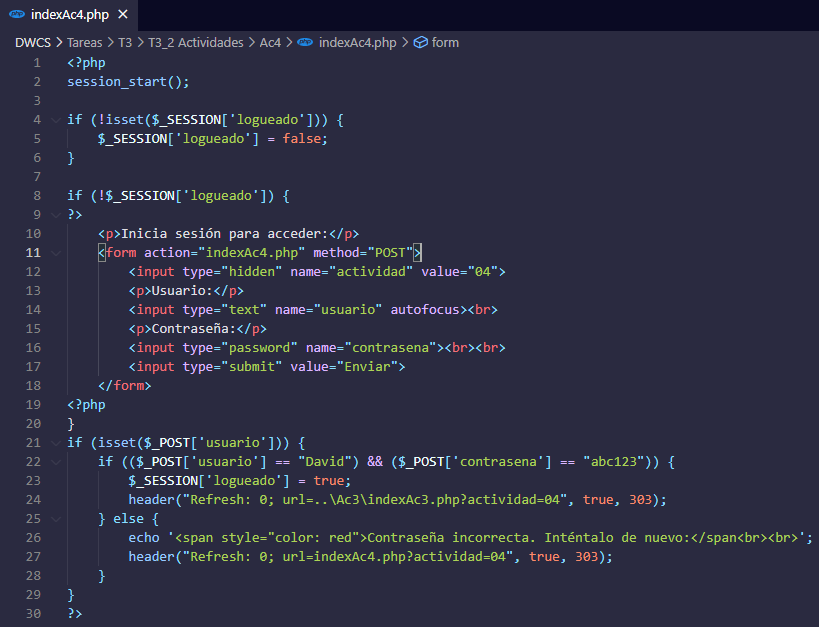 php indexAc4.php ×
DWCS > Tareas > T3 > T3_2 Actividades > Ac4 > php indexAc4.php > form
1 <?php
2 session_start();
3
4 if (!isset($_SESSION['logueado'])) {
5 $_SESSION['logueado'] = false;
6 }
7
8 if (!$_SESSION['logueado']) {
9 ?>
10 <p>Inicia sesión para acceder:</p>
11 <form action="indexAc4.php" method="POST">
12 <input type="hidden" name="actividad" value="04">
13 <p>Usuario:</p>
14 <input type="text" name="usuario" autofocus><br>
15 <p>Contraseña:</p>
16 <input type="password" name="contrasena"><br><br>
17 <input type="submit" value="Enviar">
18 </form>
19 <?php
20 }
21 if (isset($_POST['usuario'])) {
22 if (($_POST['usuario'] == "David") && ($_POST['contrasena'] == "abc123")) {
23 $_SESSION['logueado'] = true;
24 header("Refresh: 0; url=..\Ac3\indexAc3.php?actividad=04", true, 303);
25 } else {
26 echo '<span style="color: red">Contraseña incorrecta. Inténtalo de nuevo:</span<br><br>';
27 header("Refresh: 0; url=indexAc4.php?actividad=04", true, 303);
28 }
29 }
30 ?>